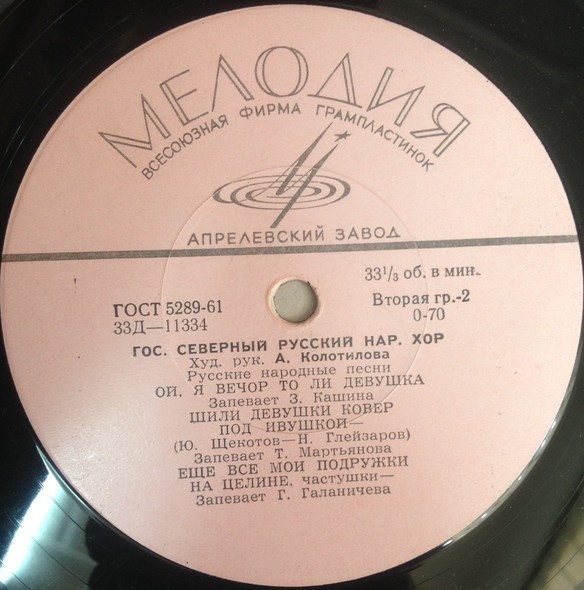 МЕЛОДИЯ
ВСЕСОЮЗНАЯ ФИРМА ГРАМПЛАСТИНОК
АПРЕЛЕВСКИЙ ЗАВОД
33 1/3 об. в мин.
ГОСТ 5289-61
Вторая гр.-2
33Д—11334
0-70
ГОС. СЕВЕРНЫЙ РУССКИЙ НАР. ХОР
Худ. рук. А. Колотилова
Русские народные песни
ОЙ, Я ВЕЧОР ТО ЛИ ДЕВУШКА
Запевает З. Кашина
ШИЛИ ДЕВУШКИ КОВЕР
ПОД ИВУШКОЙ—
(Ю. Щекотов—Н. Глейзаров)
Запевает Т. Мартьянова
ЕЩЕ ВСЕ МОИ ПОДРУЖКИ
НА ЦЕЛИНЕ, частушки—
Запевает Г. Галаничева